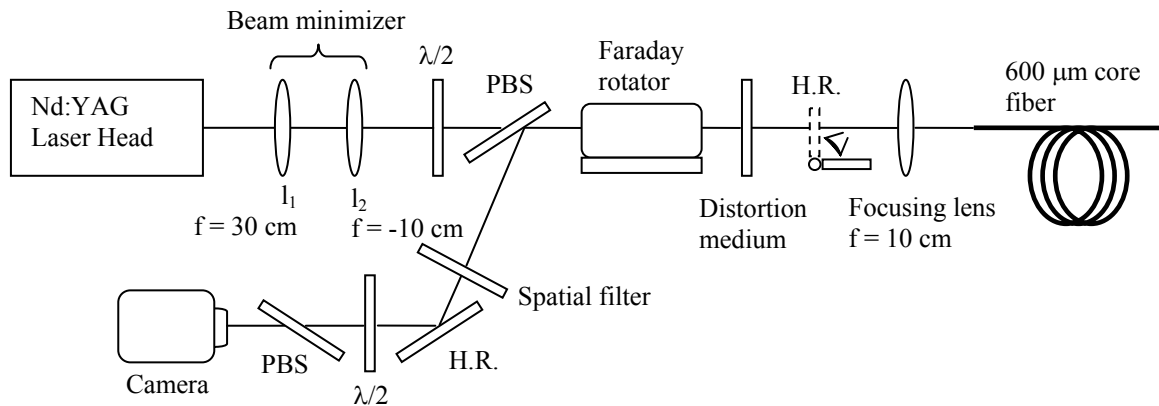 Beam minimizer
Nd:YAG
Laser Head
λ/2
PBS
Faraday
rotator
H.R.
600 μm core
fiber
l₁
f = 30 cm
l₂
f = -10 cm
Distortion
medium
Focusing lens
f = 10 cm
Spatial filter
Camera
PBS
λ/2
H.R.